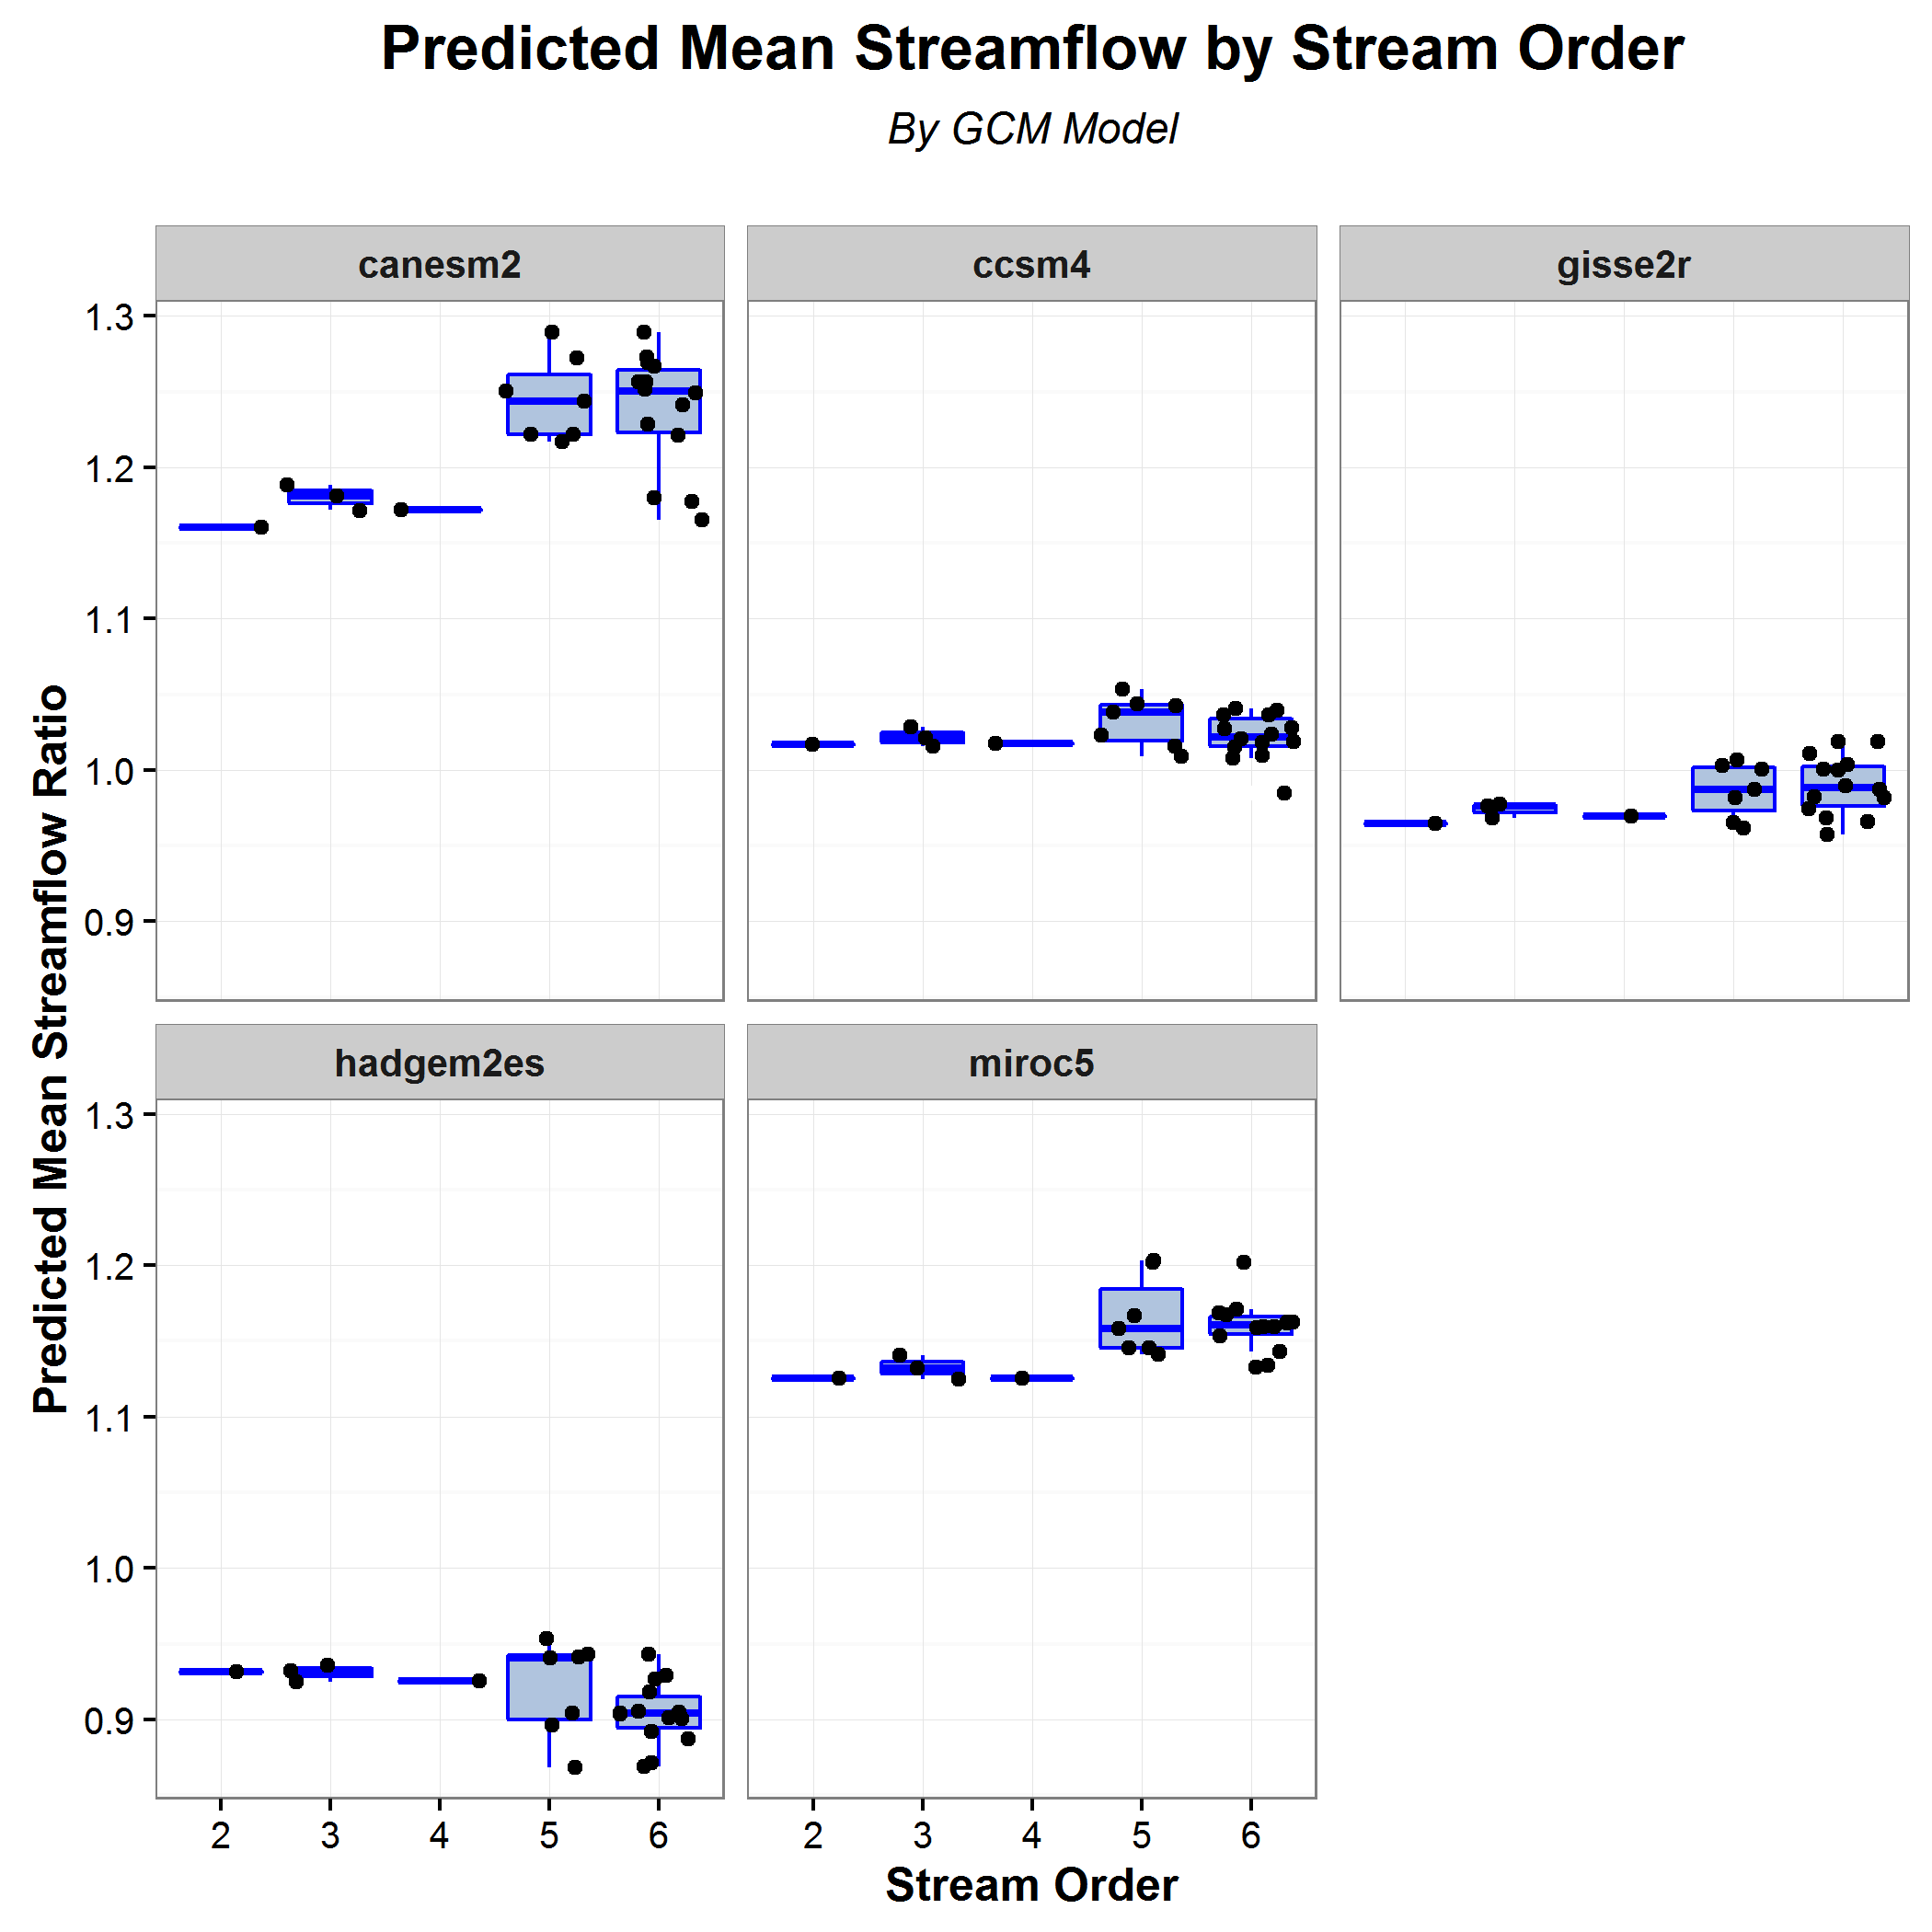 Predicted Mean Streamflow by Stream Order
By GCM Model
canesm2
ccsm4
gisse2r
1.3
1.2
1.1
1.0
0.9
Predicted Mean Streamflow Ratio
hadgem2es
miroc5
1.3
1.2
1.1
1.0
0.9
2 3 4 5 6
2 3 4 5 6
Stream Order